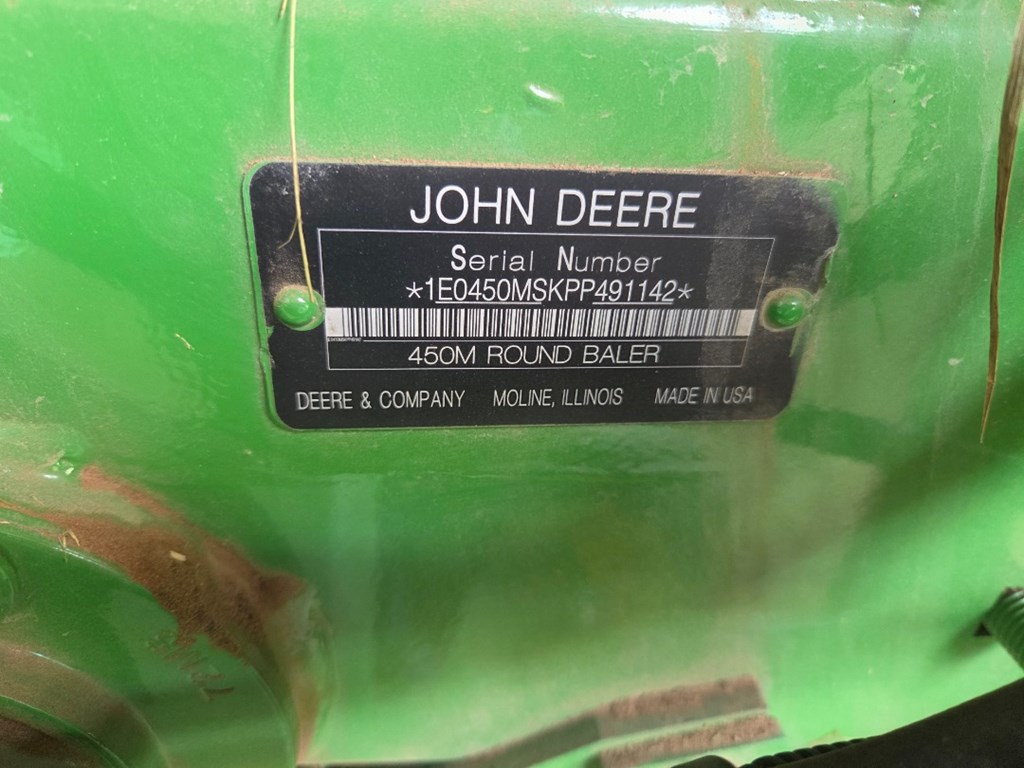 JOHN DEERE
Serial Number
*1E0450MSKPP491142*
450M ROUND BALER
DEERE & COMPANY MOLINE, ILLINOIS MADE IN USA